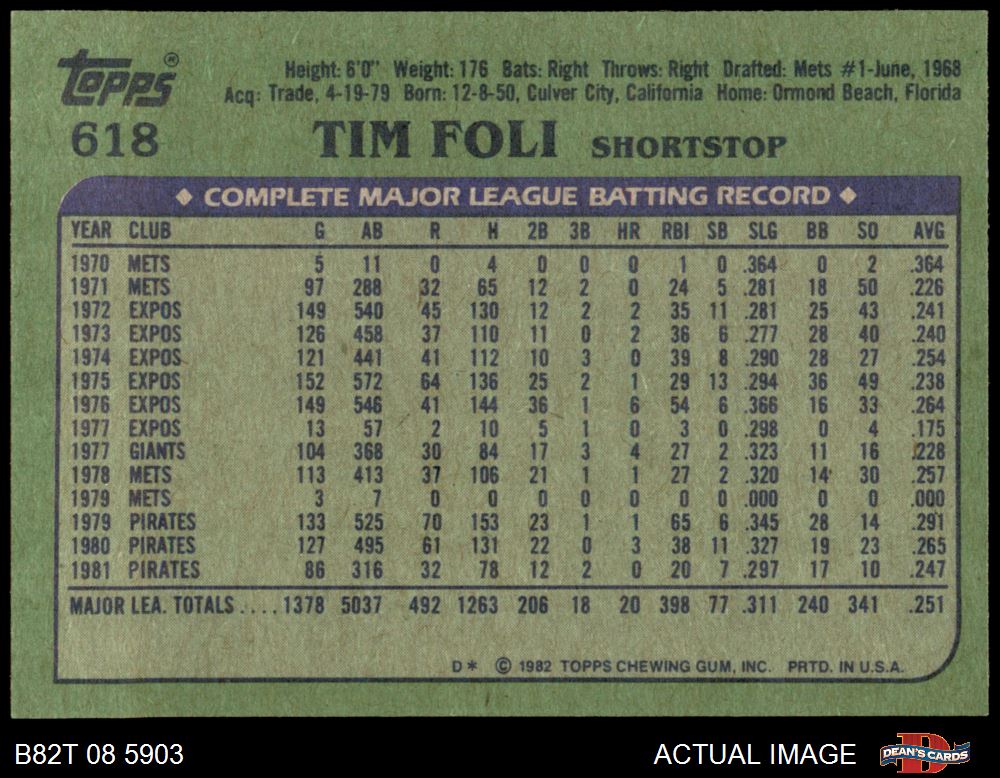 Topps®
Height: 6'0" Weight: 176 Bats: Right Throws: Right Drafted: Mets #1-June, 1968
Acq: Trade, 4-19-79 Born: 12-8-50, Culver City, California Home: Ormond Beach, Florida
618 TIM FOLI SHORTSTOP
◆ COMPLETE MAJOR LEAGUE BATTING RECORD ◆
YEAR CLUB G AB R H 2B 3B HR RBI SB SLG BB SO AVG
1970 METS 5 11 0 4 0 0 0 1 0 .364 0 2 .364
1971 METS 97 288 32 65 12 2 0 24 5 .281 18 50 .226
1972 EXPOS 149 540 45 130 12 2 2 35 11 .281 25 43 .241
1973 EXPOS 126 458 37 110 11 0 2 36 6 .277 28 40 .240
1974 EXPOS 121 441 41 112 10 3 0 39 8 .290 28 27 .254
1975 EXPOS 152 572 64 136 25 2 1 29 13 .294 36 49 .238
1976 EXPOS 149 546 41 144 36 1 6 54 6 .366 16 33 .264
1977 EXPOS 13 57 2 10 5 1 0 3 0 .298 0 4 .175
1977 GIANTS 104 368 30 84 17 3 4 27 2 .323 11 16 .228
1978 METS 113 413 37 106 21 1 1 27 2 .320 14 30 .257
1979 METS 3 7 0 0 0 0 0 0 0 .000 0 0 .000
1979 PIRATES 133 525 70 153 23 1 1 65 6 .345 28 14 .291
1980 PIRATES 127 495 61 131 22 0 3 38 11 .327 19 23 .265
1981 PIRATES 86 316 32 78 12 2 0 20 7 .297 17 10 .247
MAJOR LEA. TOTALS .... 1378 5037 492 1263 206 18 20 398 77 .311 240 341 .251
D* © 1982 TOPPS CHEWING GUM, INC. PRTD. IN U.S.A.
B82T 08 5903 ACTUAL IMAGE D DEAN'S CARDS